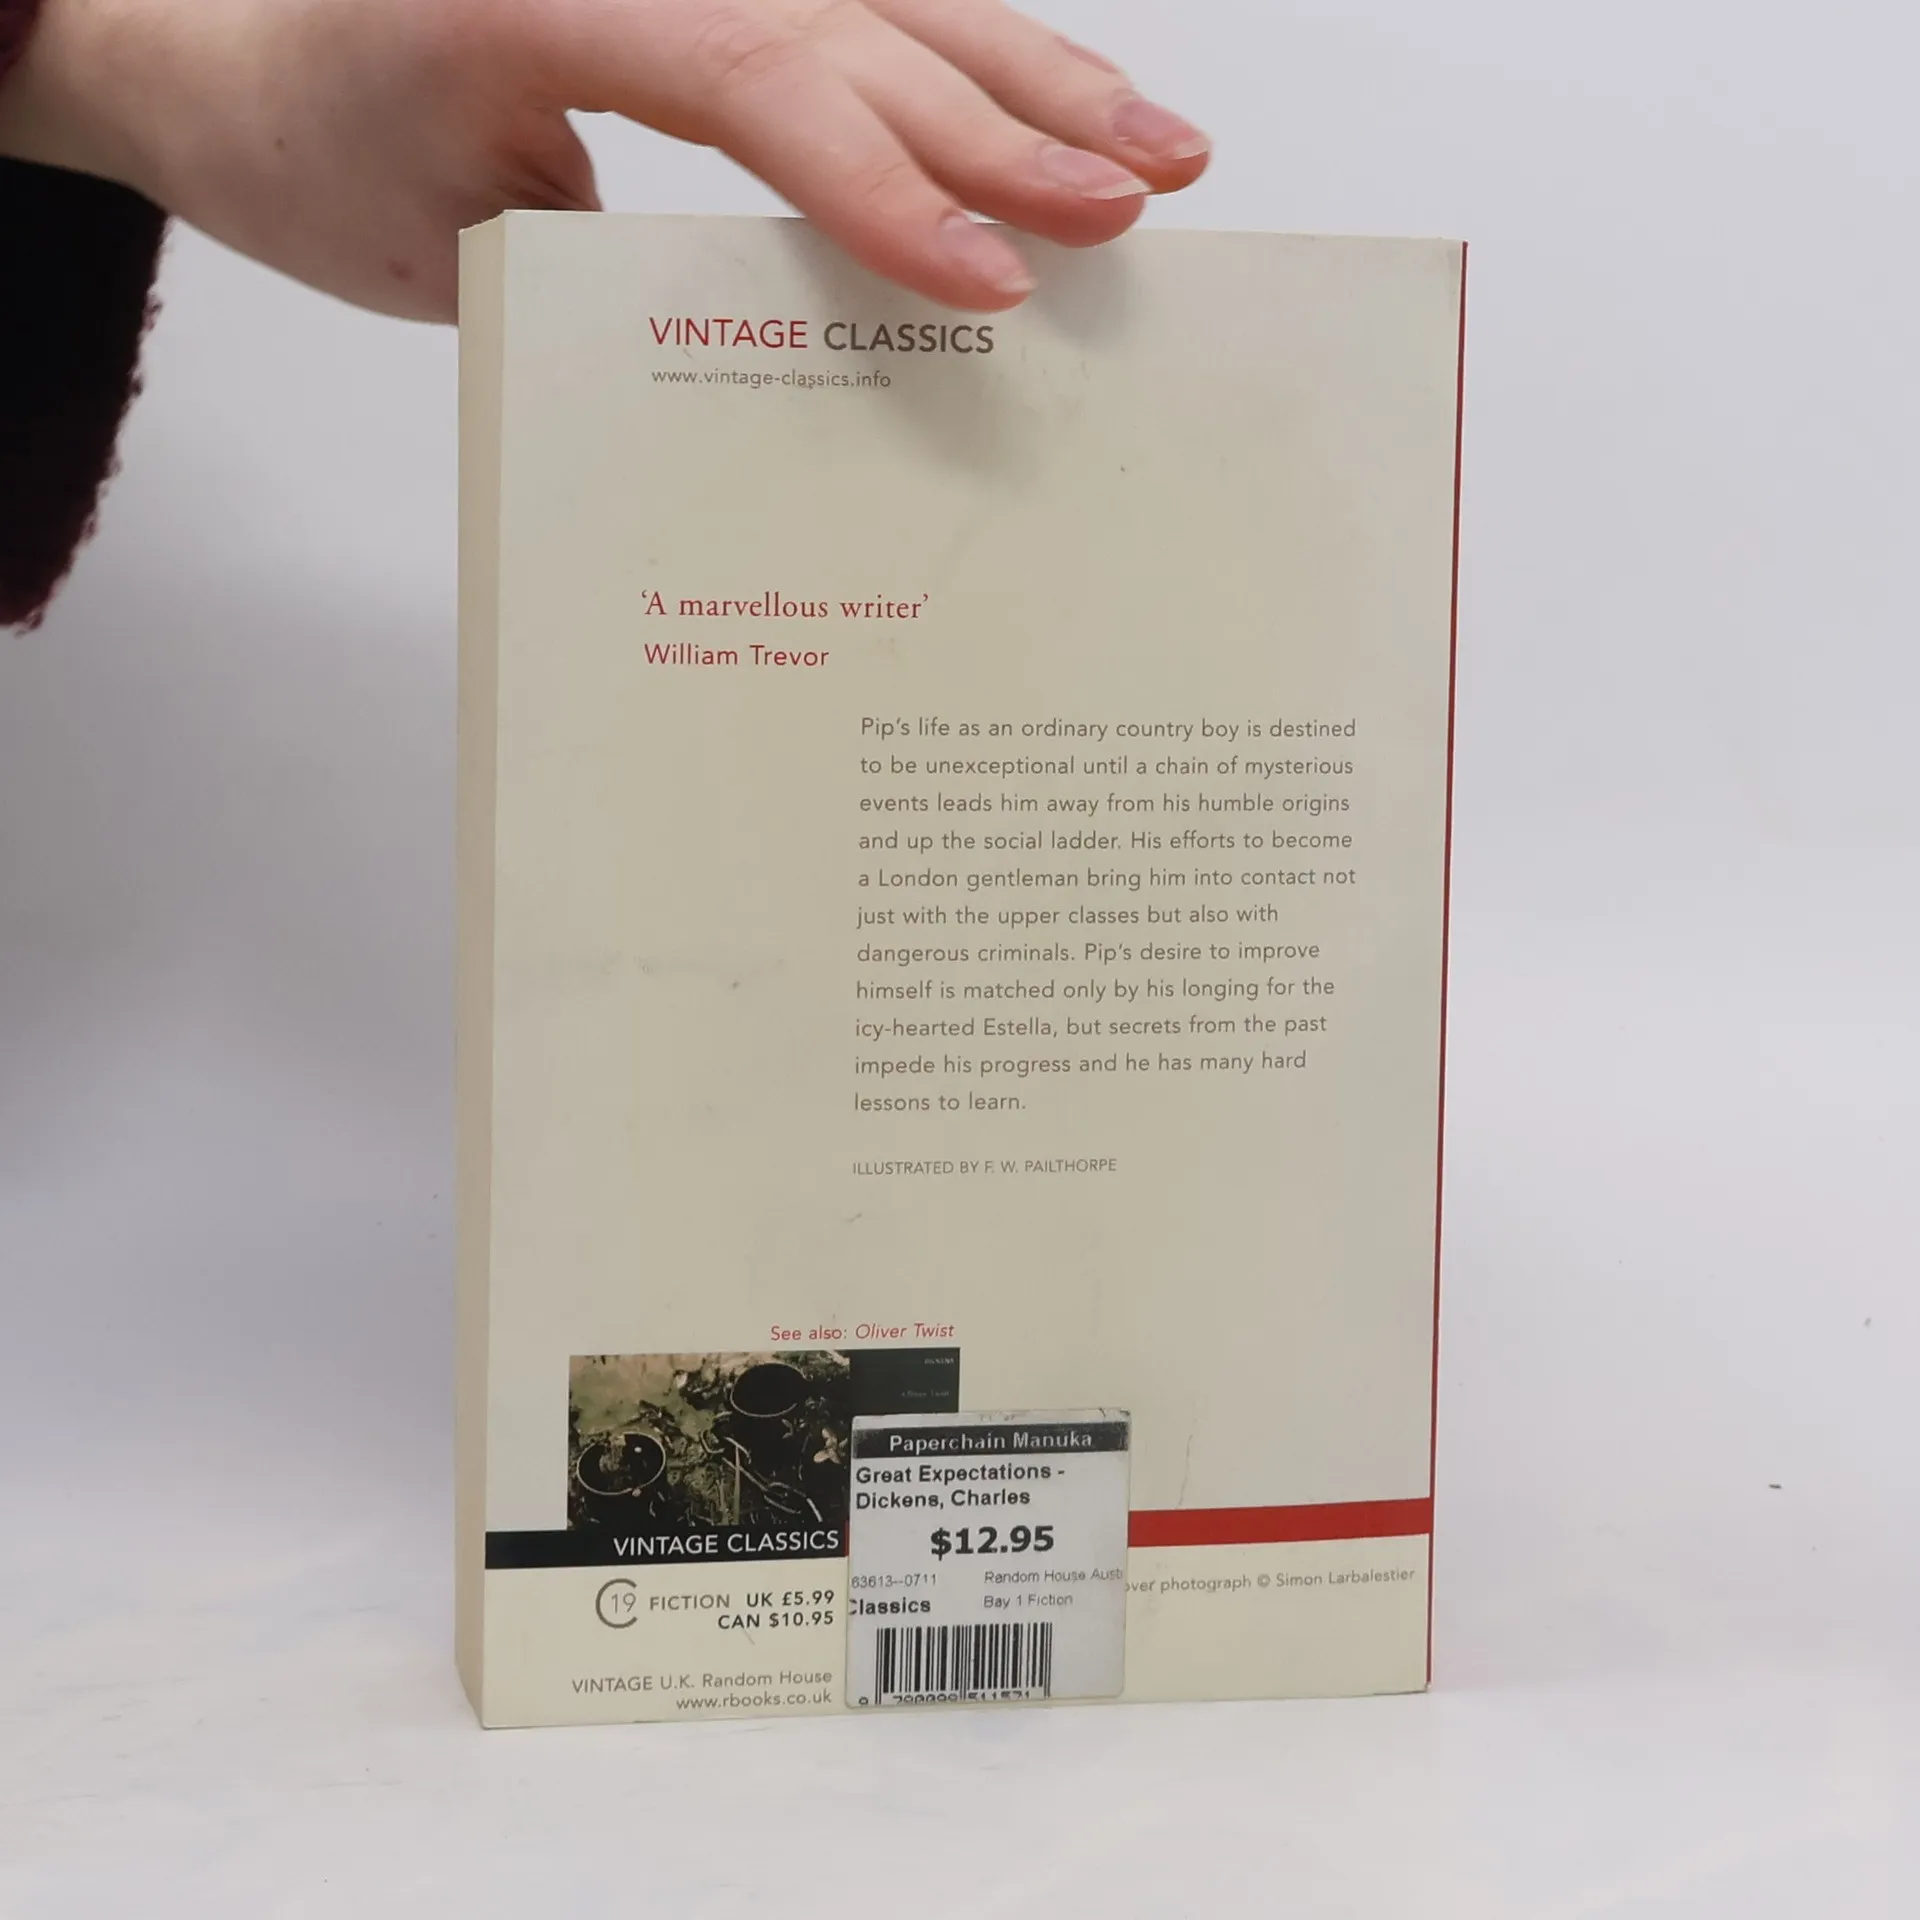 VINTAGE CLASSICS
www.vintage-classics.info
‘A marvellous writer’
William Trevor
Pip’s life as an ordinary country boy is destined
to be unexceptional until a chain of mysterious
events leads him away from his humble origins
and up the social ladder. His efforts to become
a London gentleman bring him into contact not
just with the upper classes but also with
dangerous criminals. Pip’s desire to improve
himself is matched only by his longing for the
icy-hearted Estella, but secrets from the past
impede his progress and he has many hard
lessons to learn.
ILLUSTRATED BY F. W. PAILTHORPE
See also: Oliver Twist
DICKENS
VINTAGE CLASSICS
C19 FICTION UK £5.99
CAN $10.95
VINTAGE U.K. Random House
www.rbooks.co.uk
Paperchain Manuka
Great Expectations -
Dickens, Charles
$12.95
63613--0711 Random House Aust
Classics Bay 1 Fiction
photograph © Simon Larbalestier